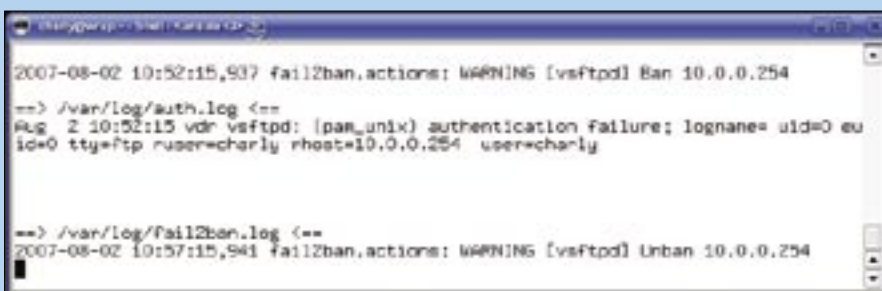 2007-08-02 10:52:15,937 fail2ban.actions: WARNING [vsftpd] Ban 10.0.0.254
==> /var/log/auth.log <==
Aug  2 10:52:15 vdr vsftpd: (pam_unix) authentication failure; logname= uid=0 eu
id=0 tty=ftp ruser=charly rhost=10.0.0.254  user=charly
==> /var/log/fail2ban.log <==
2007-08-02 10:57:15,941 fail2ban.actions: WARNING [vsftpd] Unban 10.0.0.254